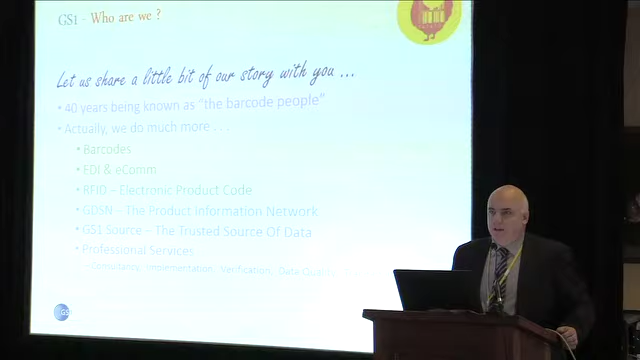 GS1 - Who are we ?
Let us share a little bit of our story with you ...
• 40 years being known as "the barcode people"
• Actually, we do much more . . .
• Barcodes
• EDI & eComm
• RFID – Electronic Product Code
• GDSN – The Product Information Network
• GS1 Source – The Trusted Source Of Data
• Professional Services
– Consultancy, Implementation, Verification, Data
GS1